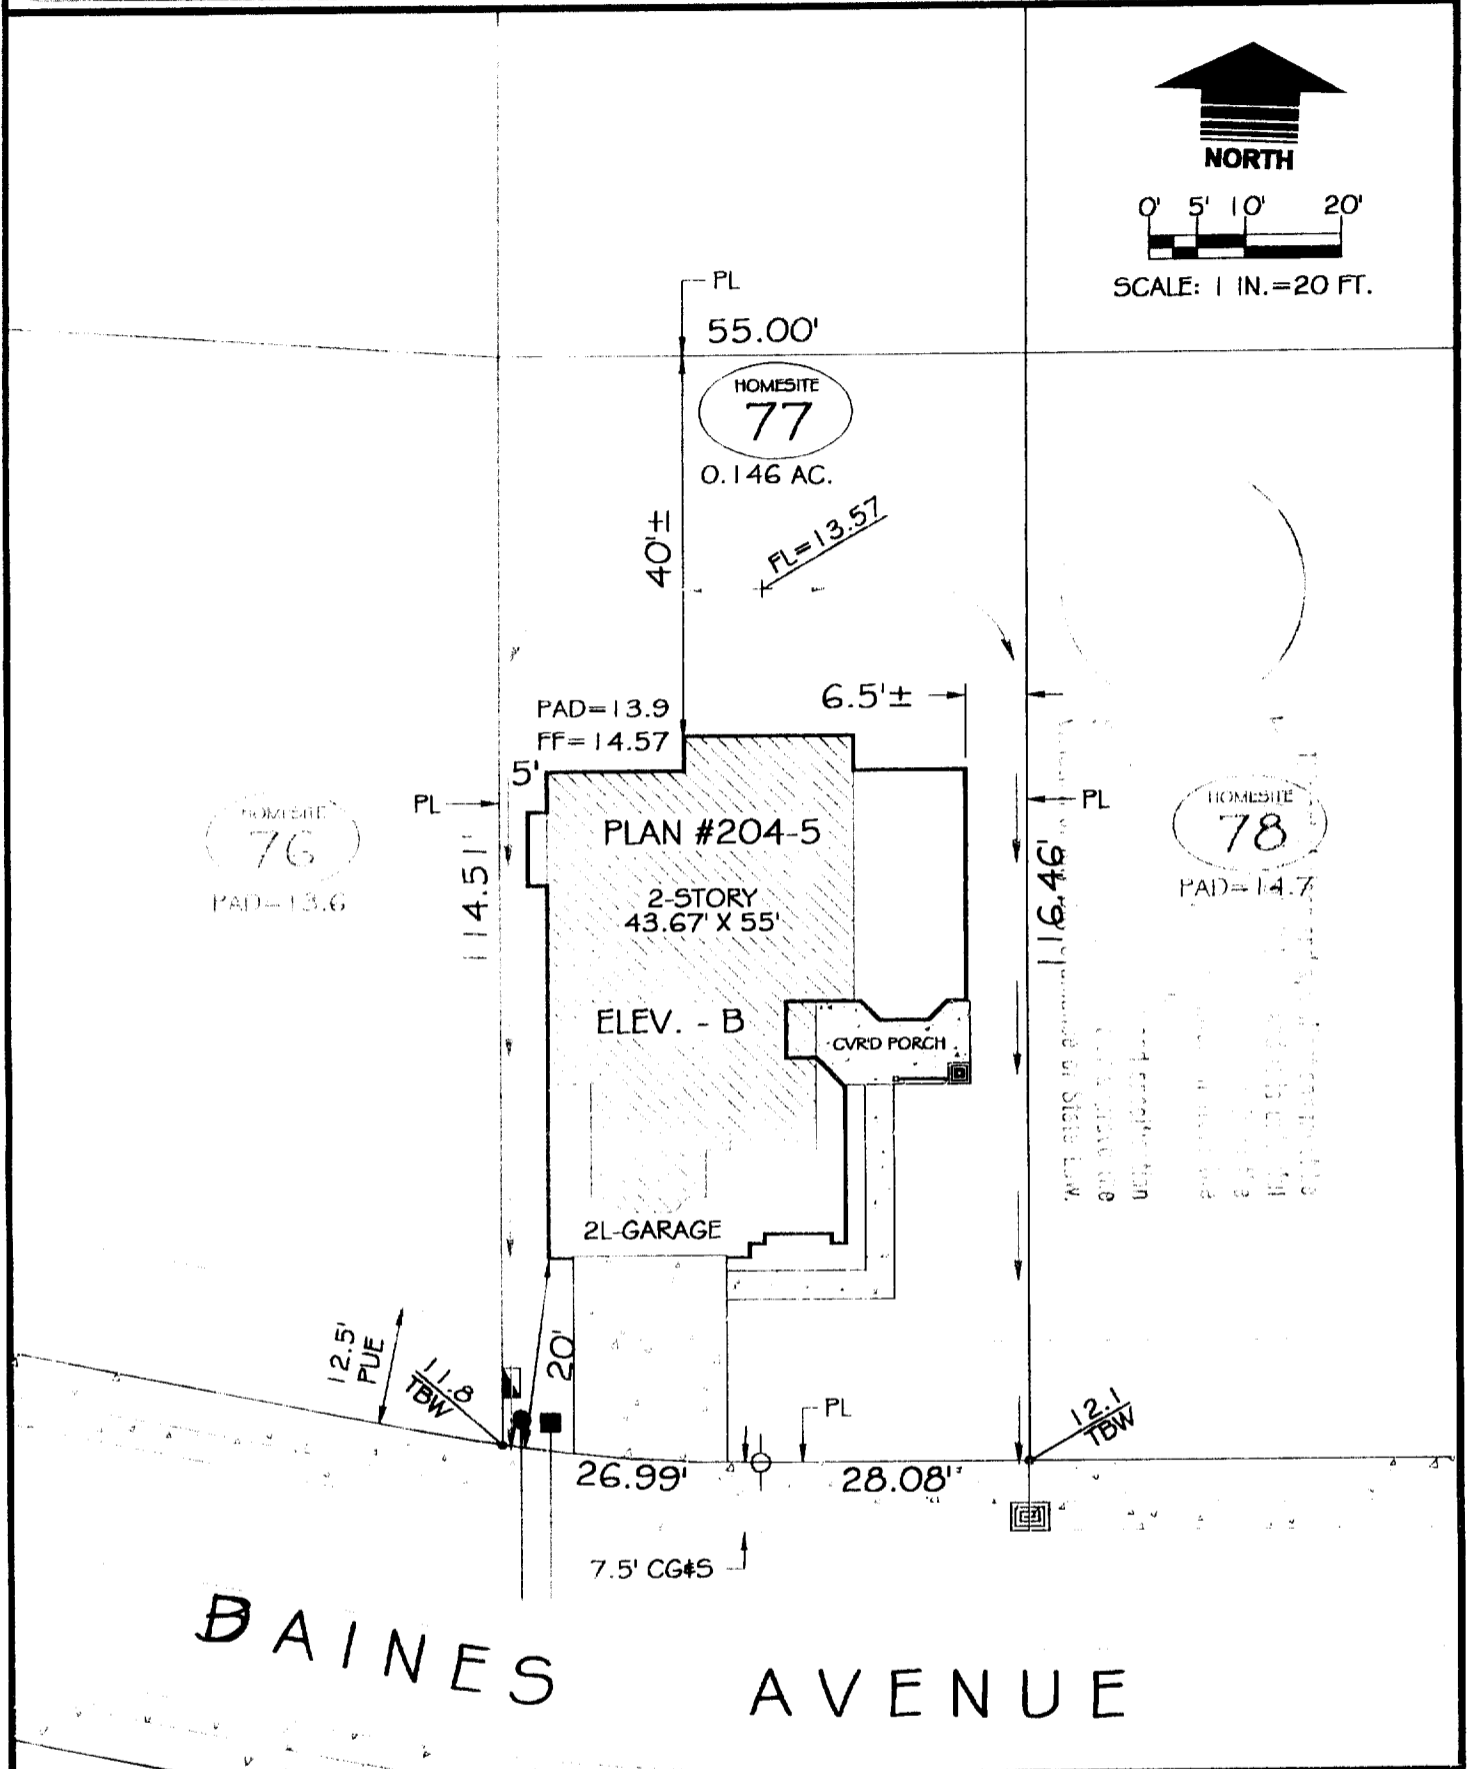 NORTH
0' 5' 10' 20'
SCALE: 1 IN.=20 FT.
PL
55.00'
HOMESITE
77
0.146 AC.
40'±
FL=13.57
6.5'±
PAD=13.9
FF=14.57
5'
PL
PL
HOMESITE
76
PAD=13.6
HOMESITE
78
PAD=14.7
114.51'
116.46'
PLAN #204-5
2-STORY
43.67' X 55'
ELEV. - B
CVR'D PORCH
of State Law.
2L-GARAGE
12.5'
PUE
11.8
TBW
20'
PL
12.1
TBW
26.99'
28.08'
7.5' CG&S
BAINES AVENUE